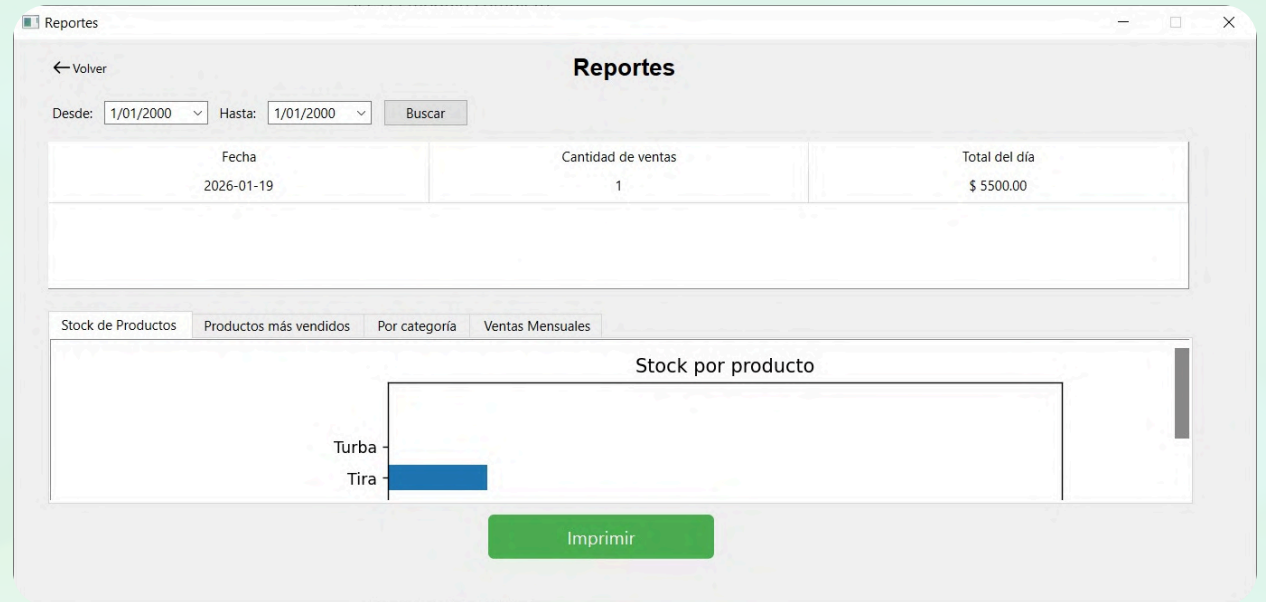 Reportes
Volver
Reportes
Desde: 1/01/2000 Hasta: 1/01/2000 Buscar
Fecha Cantidad de ventas Total del día
2026-01-19 1 $ 5500.00
Stock de Productos Productos más vendidos Por categoría Ventas Mensuales
Stock por producto
Turba
Tira
Imprimir